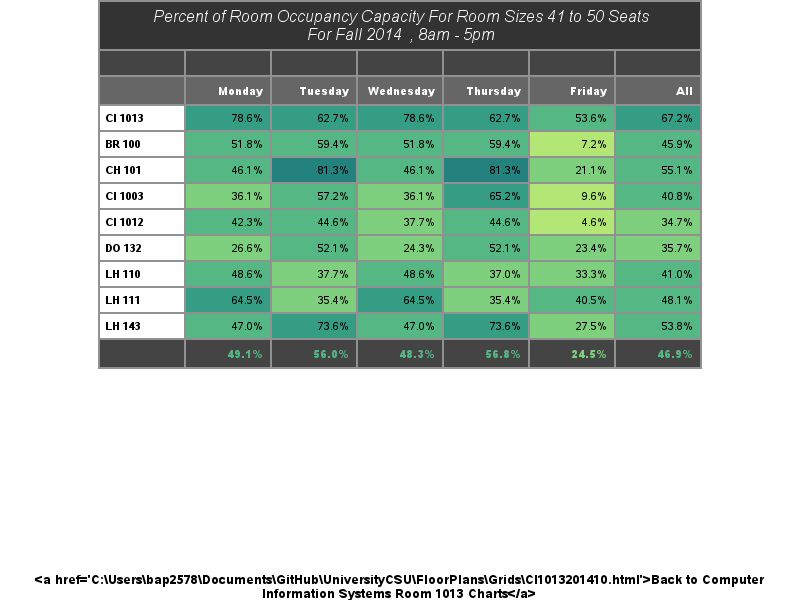 Percent of Room Occupancy Capacity For Room Sizes 41 to 50 Seats
For Fall 2014 , 8am - 5pm
Monday Tuesday Wednesday Thursday Friday All
CI 1013 78.6% 62.7% 78.6% 62.7% 53.6% 67.2%
BR 100 51.8% 59.4% 51.8% 59.4% 7.2% 45.9%
CH 101 46.1% 81.3% 46.1% 81.3% 21.1% 55.1%
CI 1003 36.1% 57.2% 36.1% 65.2% 9.6% 40.8%
CI 1012 42.3% 44.6% 37.7% 44.6% 4.6% 34.7%
DO 132 26.6% 52.1% 24.3% 52.1% 23.4% 35.7%
LH 110 48.6% 37.7% 48.6% 37.0% 33.3% 41.0%
LH 111 64.5% 35.4% 64.5% 35.4% 40.5% 48.1%
LH 143 47.0% 73.6% 47.0% 73.6% 27.5% 53.8%
49.1% 56.0% 48.3% 56.8% 24.5% 46.9%
<a href='C:\Users\bap2578\Documents\GitHub\UniversityCSU\FloorPlans\Grids\CI1013201410.html'>Back to Computer
Information Systems Room 1013 Charts</a>